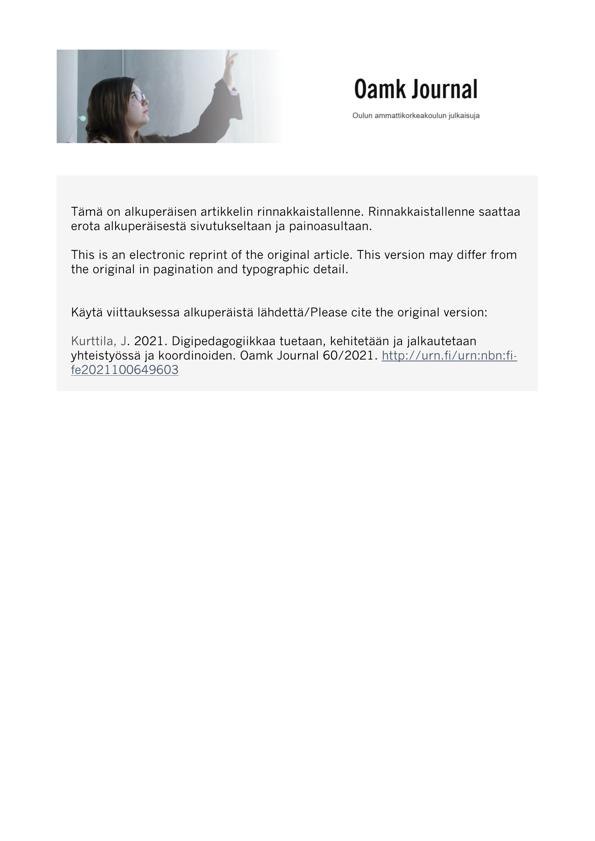 Oamk Journal
Oulun ammattikorkeakoulun julkaisuja
Tämä on alkuperäisen artikkelin rinnakkaistallenne. Rinnakkaistallenne saattaa
erota alkuperäisestä sivutukseltaan ja painoasultaan.
This is an electronic reprint of the original article. This version may differ from
the original in pagination and typographic detail.
Käytä viittauksessa alkuperäistä lähdettä/Please cite the original version:
Kurttila, J. 2021. Digipedagogiikkaa tuetaan, kehitetään ja jalkautetaan
yhteistyössä ja koordinoiden. Oamk Journal 60/2021. http://urn.fi/urn:nbn:fi-
fe2021100649603